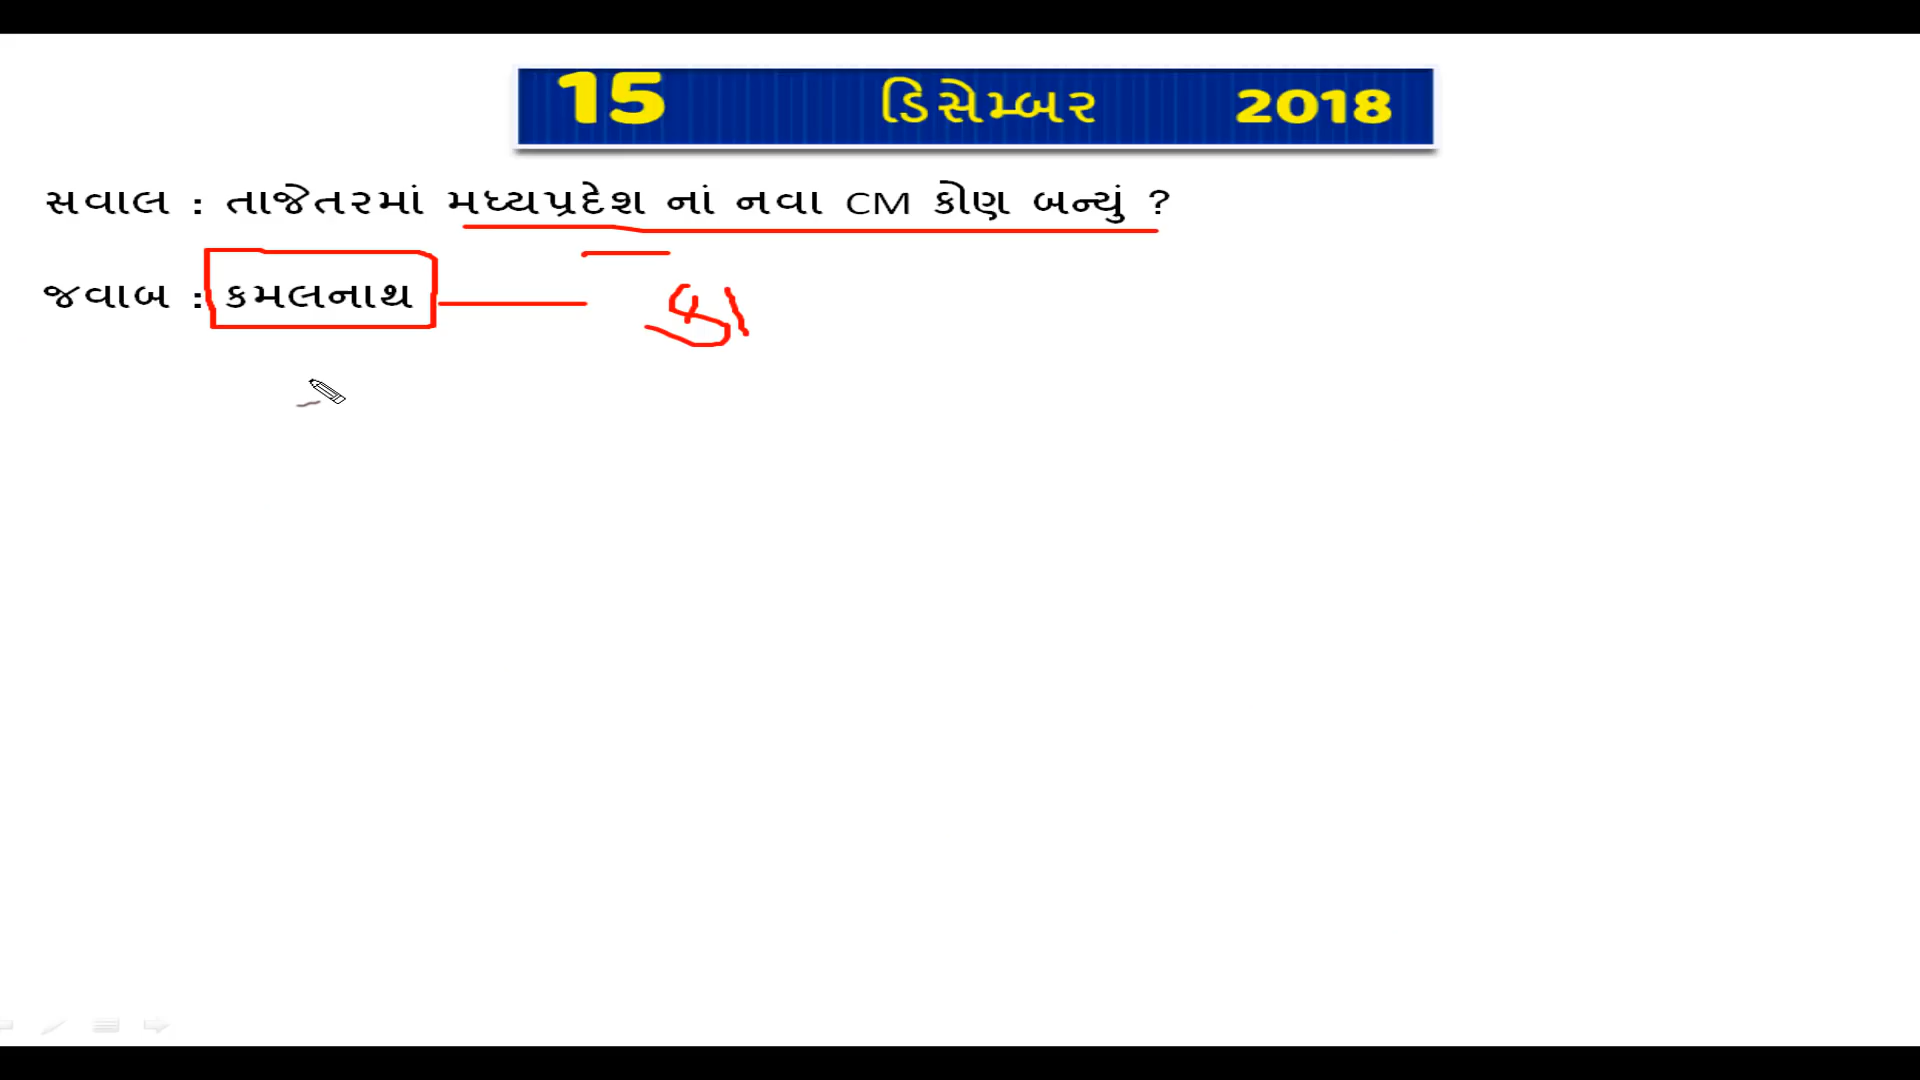 15 ડિસેમ્બર 2018
સવાલ : તાજેતરમાં મધ્યપ્રદેશ નાં નવા CM કોણ બન્યું ?
જવાબ : કમલનાથ